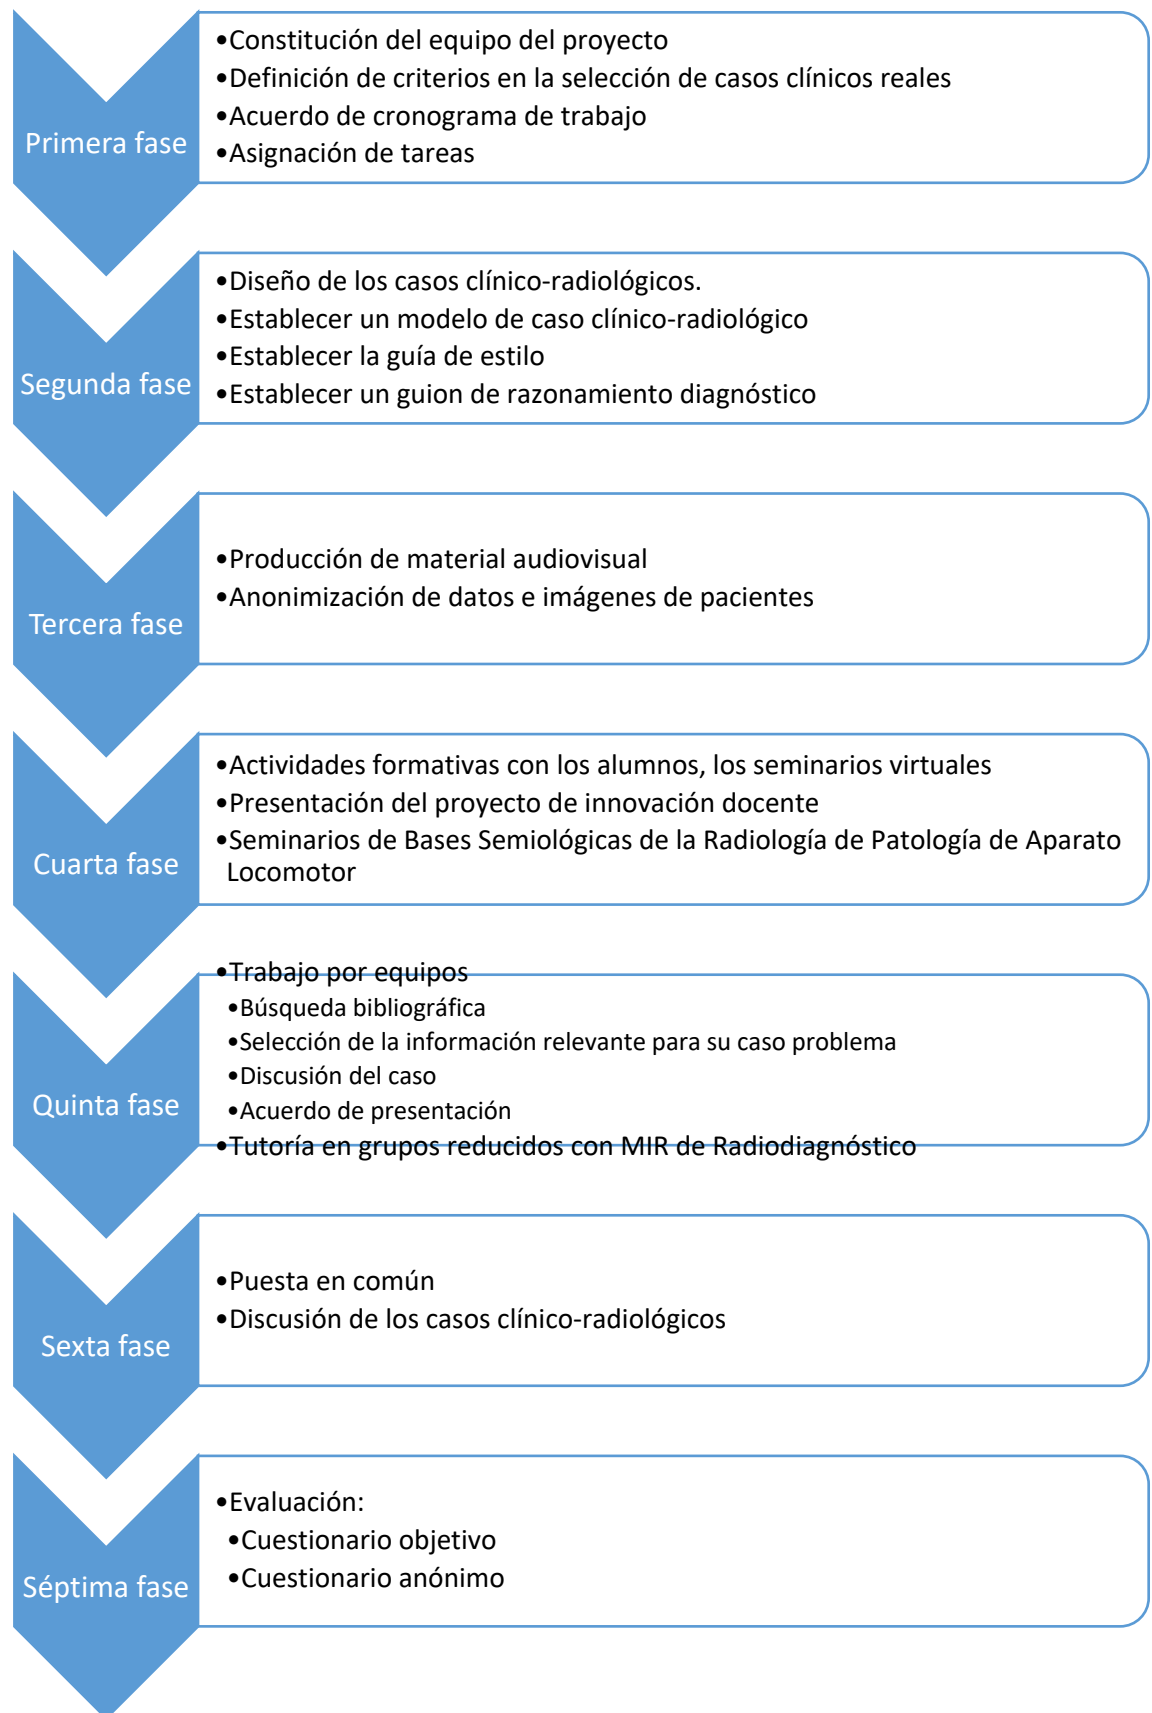 Primera fase
•Constitución del equipo del proyecto
•Definición de criterios en la selección de casos clínicos reales
•Acuerdo de cronograma de trabajo
•Asignación de tareas
Segunda fase
•Diseño de los casos clínico-radiológicos.
•Establecer un modelo de caso clínico-radiológico
•Establecer la guía de estilo
•Establecer un guion de razonamiento diagnóstico
Tercera fase
•Producción de material audiovisual
•Anonimización de datos e imágenes de pacientes
Cuarta fase
•Actividades formativas con los alumnos, los seminarios virtuales
•Presentación del proyecto de innovación docente
•Seminarios de Bases Semiológicas de la Radiología de Patología de Aparato
Locomotor
Quinta fase
•Trabajo por equipos
•Búsqueda bibliográfica
•Selección de la información relevante para su caso problema
•Discusión del caso
•Acuerdo de presentación
•Tutoría en grupos reducidos con MIR de Radiodiagnóstico
Sexta fase
•Puesta en común
•Discusión de los casos clínico-radiológicos
Séptima fase
•Evaluación:
•Cuestionario objetivo
•Cuestionario anónimo